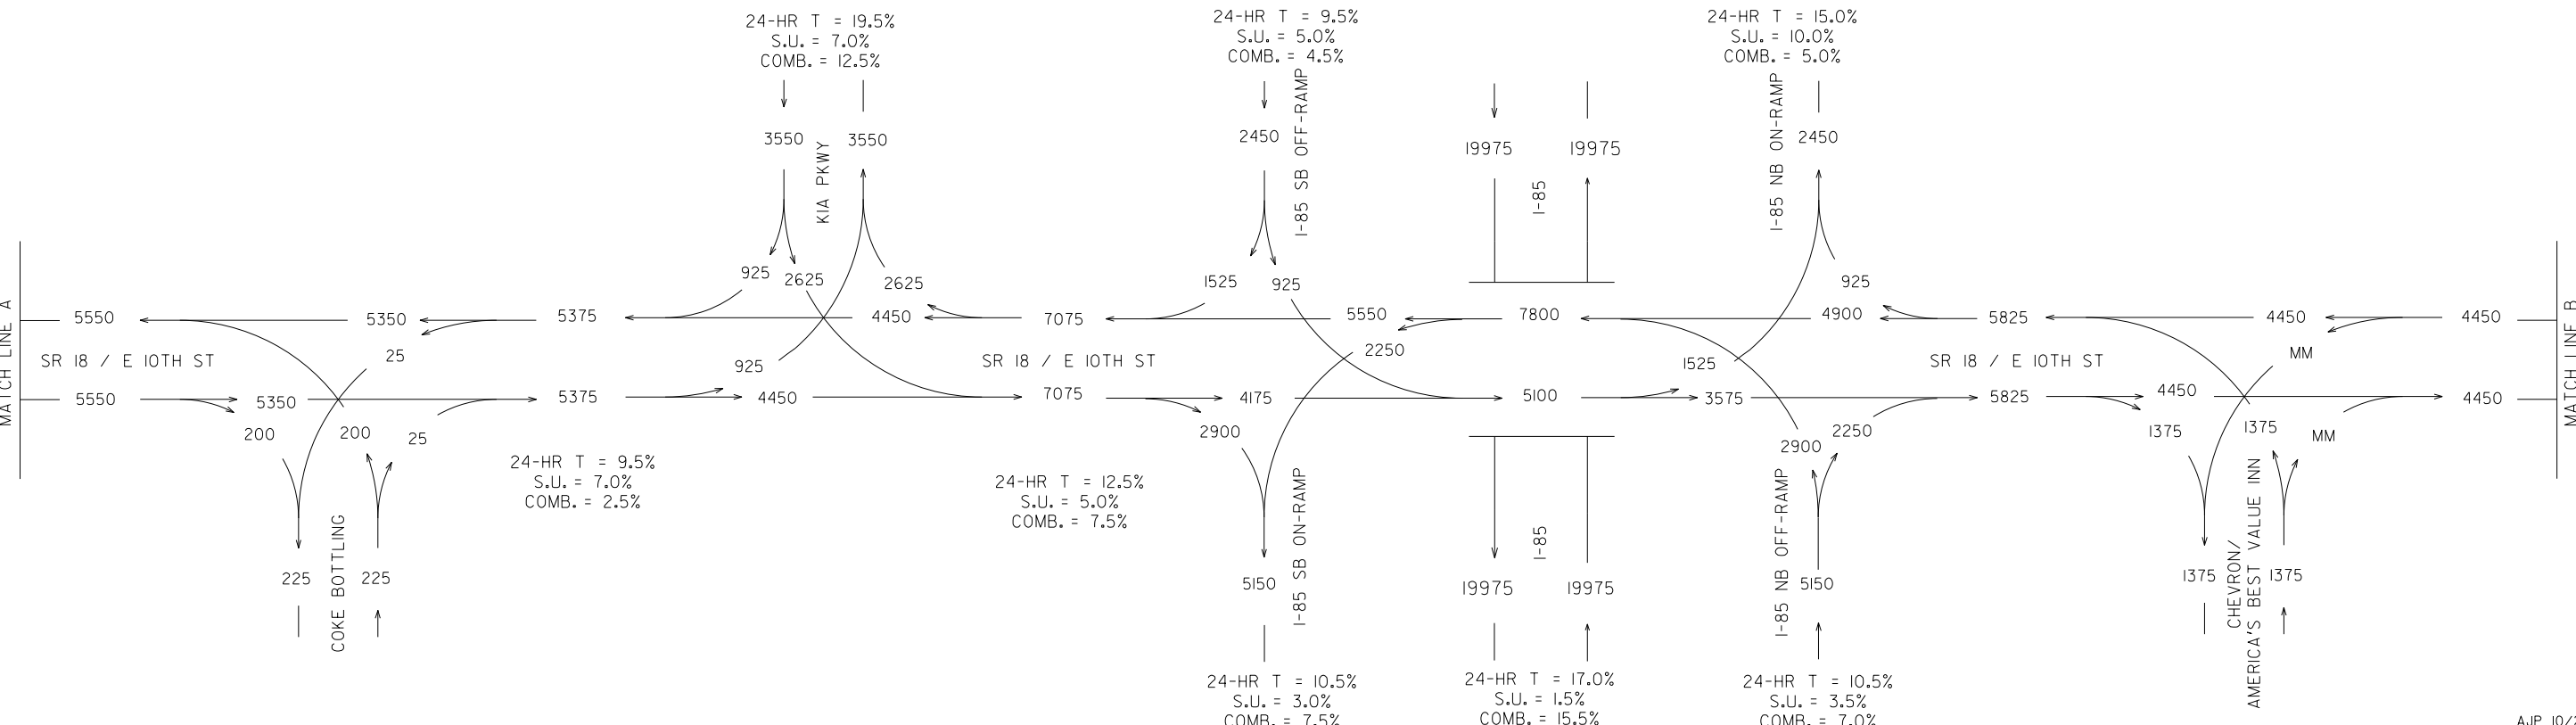 24-HR T = 19.5%
S.U. = 7.0%
COMB. = 12.5%
24-HR T = 9.5%
S.U. = 5.0%
COMB. = 4.5%
24-HR T = 15.0%
S.U. = 10.0%
COMB. = 5.0%
3550
KIA PKWY
3550
2450
I-85 SB OFF-RAMP
19975
I-85
19975
I-85 NB ON-RAMP
2450
925
2625
2625
1525
925
925
MATCH LINE A
5550
5350
5375
4450
7075
5550
7800
4900
5825
4450
4450
MATCH LINE B
25
2250
MM
SR 18 / E 10TH ST
925
SR 18 / E 10TH ST
1525
SR 18 / E 10TH ST
5550
5350
5375
4450
7075
4175
5100
3575
5825
4450
4450
200
200
25
2900
2900
2250
1375
1375
MM
24-HR T = 9.5%
S.U. = 7.0%
COMB. = 2.5%
24-HR T = 12.5%
S.U. = 5.0%
COMB. = 7.5%
225
COKE BOTTLING
225
5150
I-85 SB ON-RAMP
19975
I-85
19975
I-85 NB OFF-RAMP
5150
1375
CHEVRON/
AMERICA'S BEST VALUE INN
1375
24-HR T = 10.5%
S.U. = 3.0%
COMB. = 7.5%
24-HR T = 17.0%
S.U. = 1.5%
COMB. = 15.5%
24-HR T = 10.5%
S.U. = 3.5%
COMB. = 7.0%
AJP